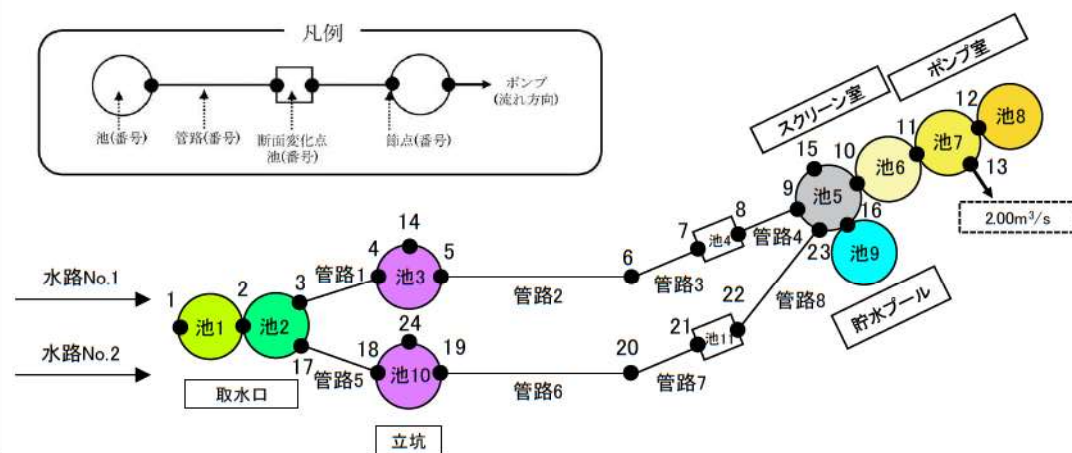 凡例
ポンプ
(流れ方向)
池(番号)
管路(番号)
断面変化点
池(番号)
節点(番号)
スクリーン室
ポンプ室
12
池8
11
池7
15
10
池6
13
9
池5
2.00m³/s
14
7
8
池4
管路4
16
23
池9
水路No.1
4
池3
5
6
管路1
管路2
管路3
22
管路8
貯水プール
1
2
3
池1
池2
24
21
池11
水路No.2
17
18
池10
19
20
管路5
管路6
管路7
取水口
立坑